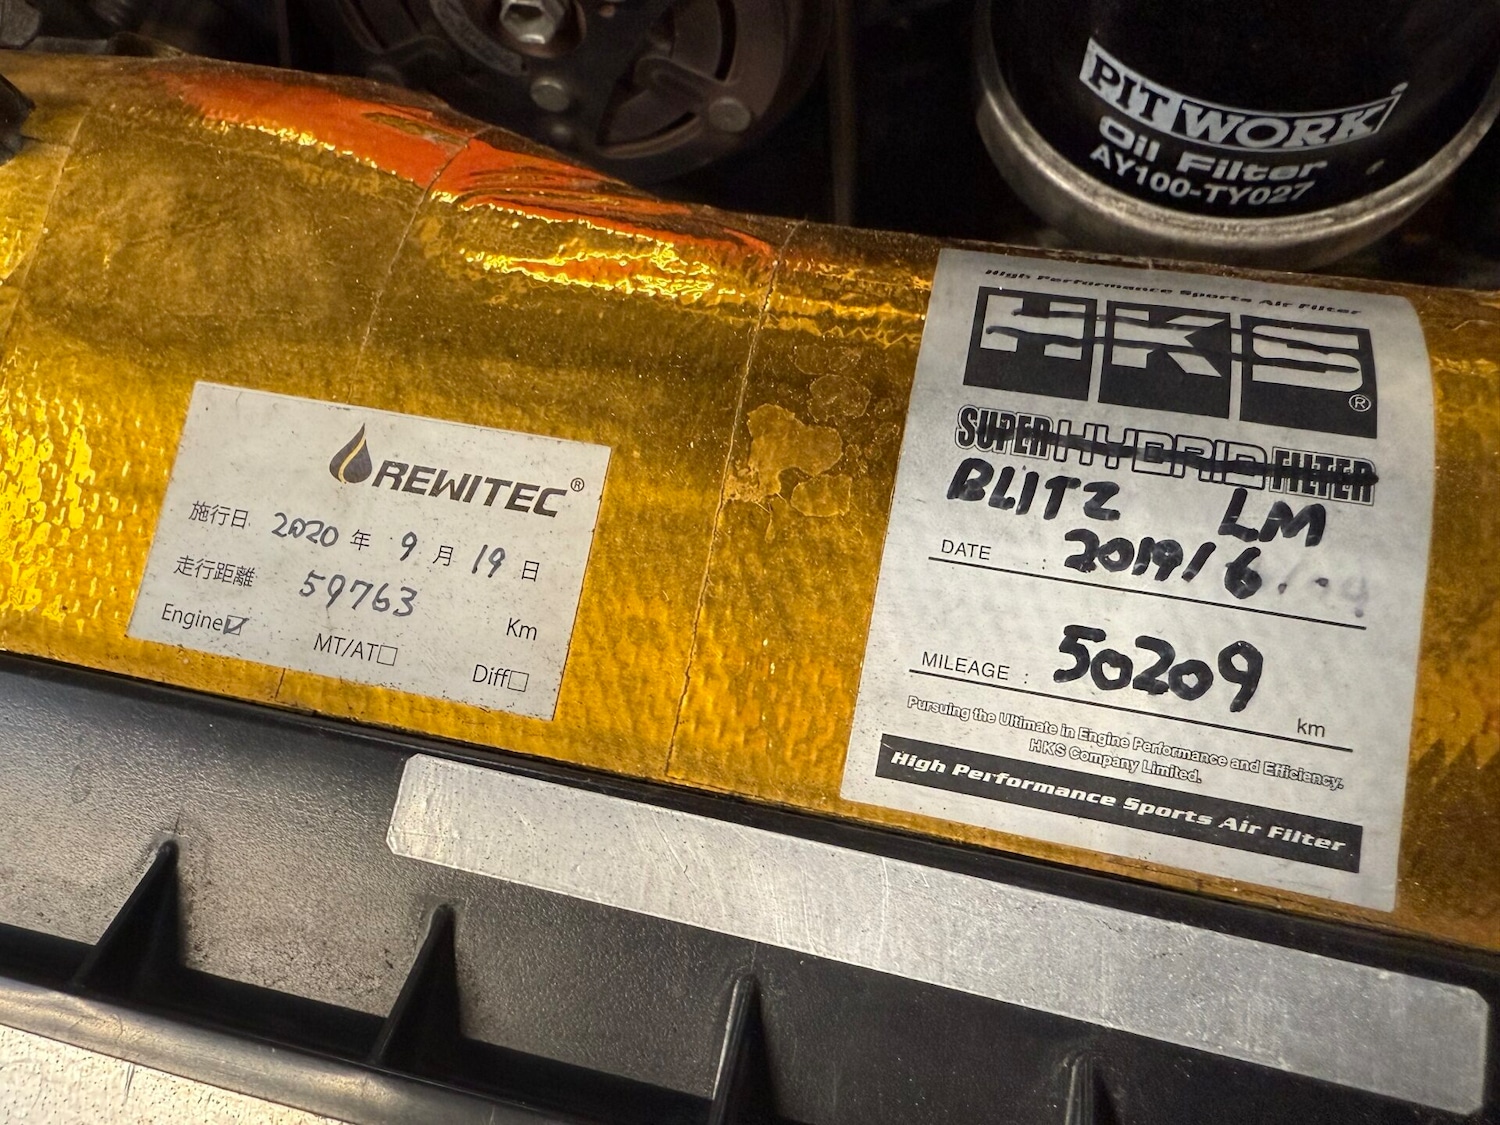 PITWORK
Oil Filter
AY100-TY027
REWITEC®
施行日 2020 年 9 月 19 日
走行距離 59763 Km
Engine☑ MT/AT□ Diff□
High Performance Sports Air Filter
HKS®
SUPER HYBRID FILTER
BLITZ LM
DATE : 2019/6
MILEAGE : 50209 km
Pursuing the Ultimate in Engine Performance and Efficiency.
HKS Company Limited.
High Performance Sports Air Filter